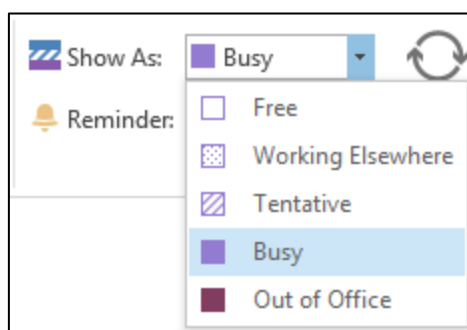 Show As: Busy
Reminder:
Free
Working Elsewhere
Tentative
Busy
Out of Office